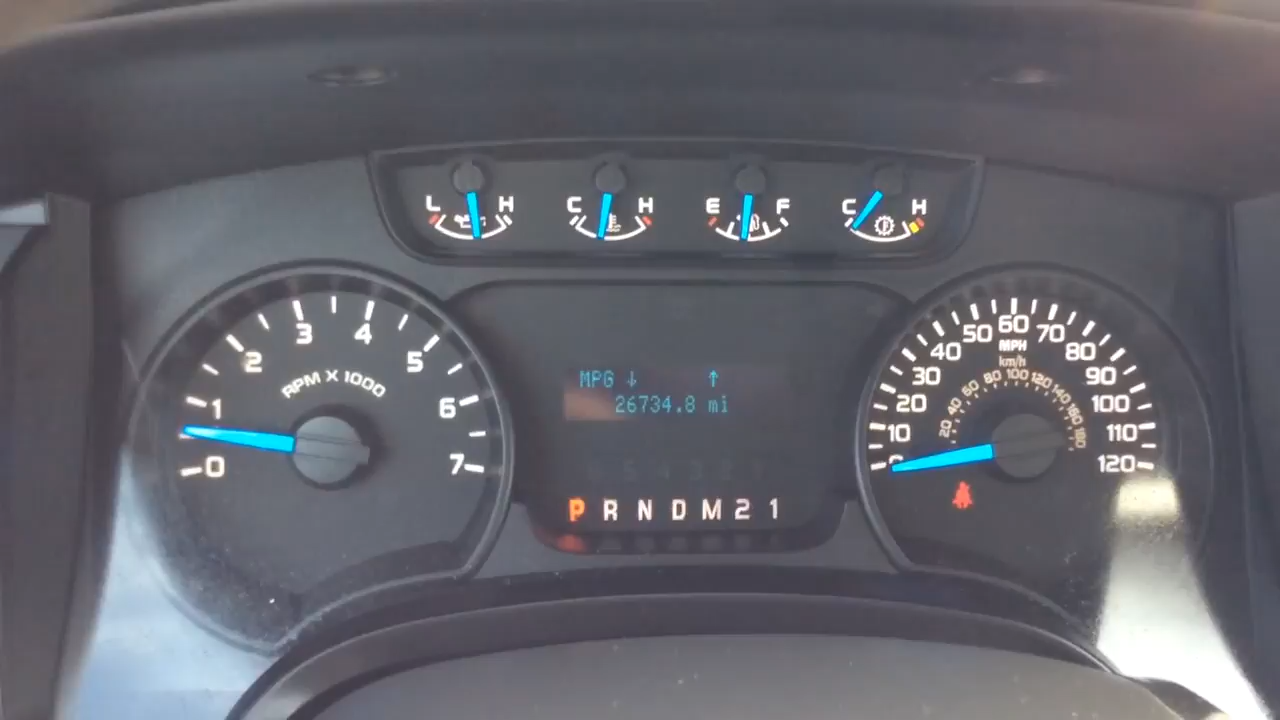 L H C H E F C H
0 1 2 3 4 5 6 7
RPM X 1000
MPG ↓ ↑
26734.8 mi
P R N D M 2 1
0 10 20 30 40 50 60 70 80 90 100 110 120
MPH
km/h
20 40 60 80 100 120 140 160 180